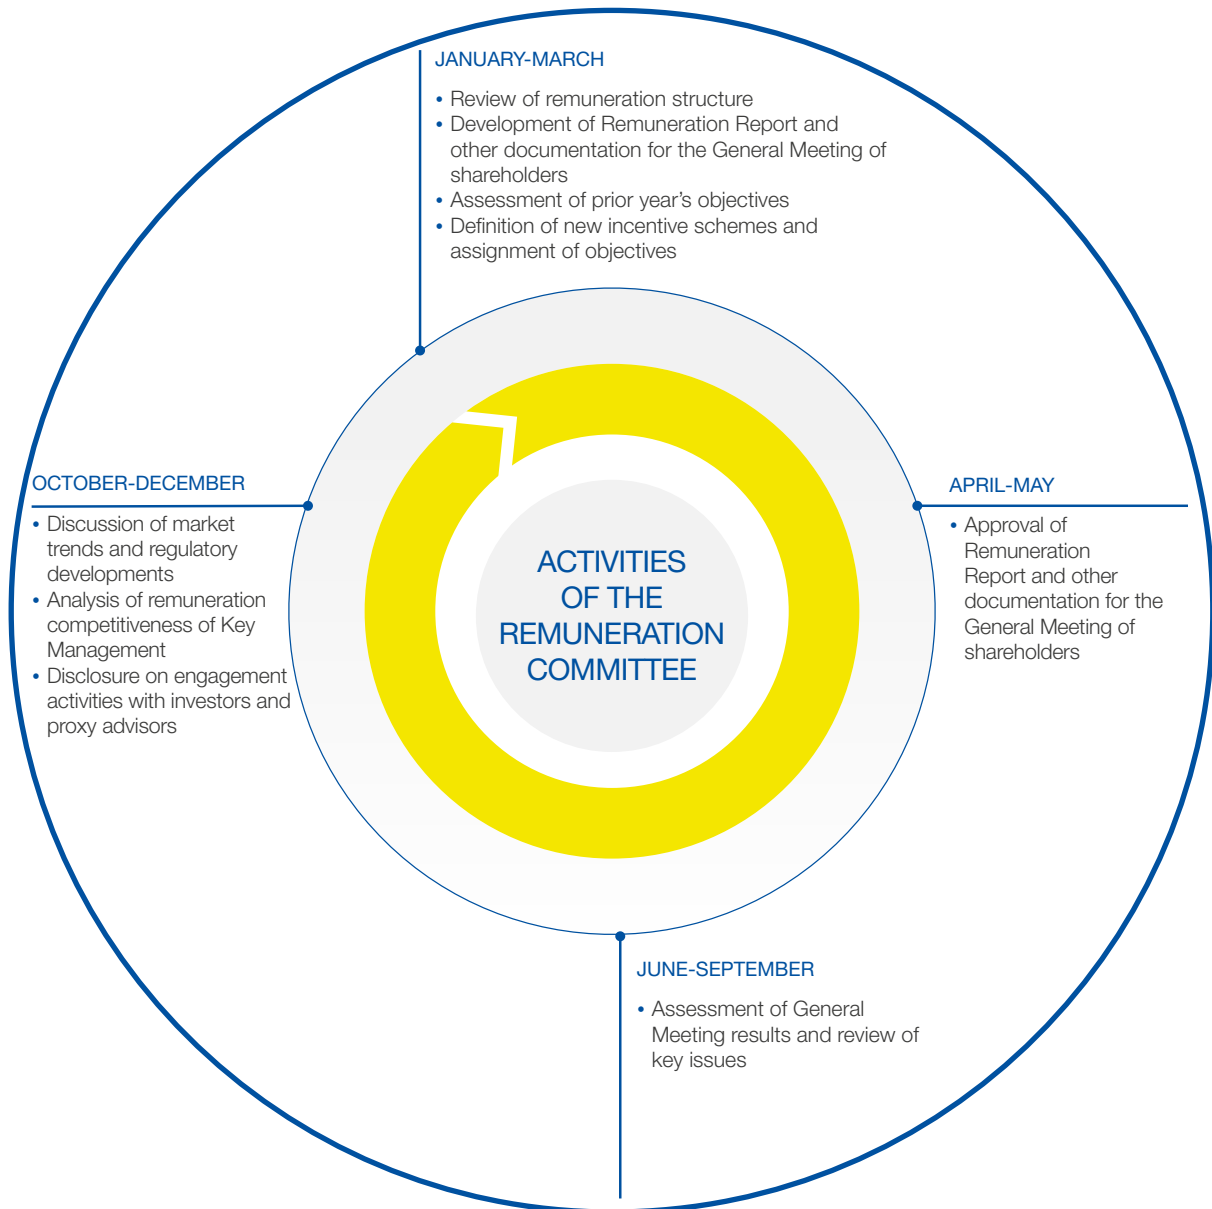 JANUARY-MARCH
• Review of remuneration structure
• Development of Remuneration Report and
other documentation for the General Meeting of
shareholders
• Assessment of prior year's objectives
• Definition of new incentive schemes and
assignment of objectives
APRIL-MAY
• Approval of
Remuneration
Report and other
documentation for the
General Meeting of
shareholders
JUNE-SEPTEMBER
• Assessment of General
Meeting results and review of
key issues
OCTOBER-DECEMBER
• Discussion of market
trends and regulatory
developments
• Analysis of remuneration
competitiveness of Key
Management
• Disclosure on engagement
activities with investors and
proxy advisors
ACTIVITIES
OF THE
REMUNERATION
COMMITTEE